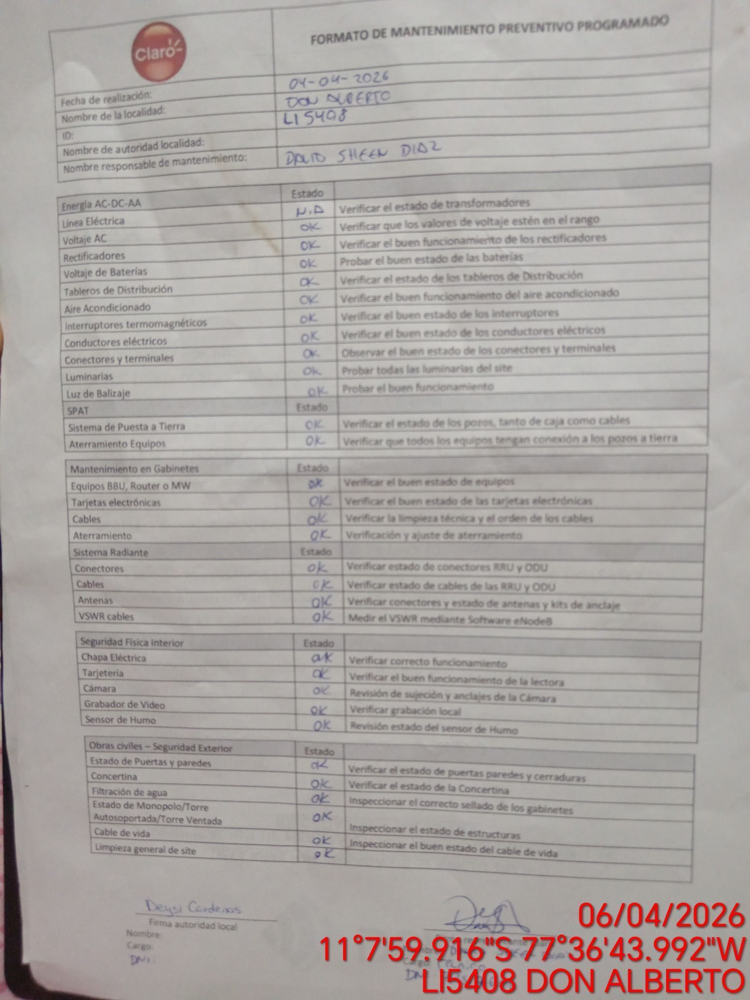 Claro
FORMATO DE MANTENIMIENTO PREVENTIVO PROGRAMADO
Fecha de realización: 04-04-2026
Nombre de la localidad: DON ALBERTO
ID: LI5408
Nombre de autoridad localidad:
Nombre responsable de mantenimiento: DAVID SHEEN DIAZ
Energía AC-DC-AA Estado
Línea Eléctrica N.A Verificar el estado de transformadores
Voltaje AC OK Verificar que los valores de voltaje estén en el rango
Rectificadores OK Verificar el buen funcionamiento de los rectificadores
Voltaje de Baterías OK Probar el buen estado de las baterías
Tableros de Distribución OK Verificar el estado de los tableros de Distribución
Aire Acondicionado OK Verificar el buen funcionamiento del aire acondicionado
Interruptores termomagnéticos OK Verificar el buen estado de los interruptores
Conductores eléctricos OK Verificar el buen estado de los conductores eléctricos
Conectores y terminales OK Observar el buen estado de los conectores y terminales
Luminarias Ok Probar todas las luminarias del site
Luz de Balizaje OK Probar el buen funcionamiento
SPAT Estado
Sistema de Puesta a Tierra OK Verificar el estado de los pozos, tanto de caja como cables
Aterramiento Equipos OK Verificar que todos los equipos tengan conexión a los pozos a tierra
Mantenimiento en Gabinetes Estado
Equipos BBU, Router o MW OK Verificar el buen estado de equipos
Tarjetas electrónicas OK Verificar el buen estado de las tarjetas electrónicas
Cables OK Verificar la limpieza técnica y el orden de los cables
Aterramiento OK Verificación y ajuste de aterramiento
Sistema Radiante Estado
Conectores Ok Verificar estado de conectores RRU y ODU
Cables OK Verificar estado de cables de las RRU y ODU
Antenas OK Verificar conectores y estado de antenas y kits de anclaje
VSWR cables OK Medir el VSWR mediante Software eNodeB
Seguridad Física interior Estado
Chapa Eléctrica OK Verificar correcto funcionamiento
Tarjetería OK Verificar el buen funcionamiento de la lectora
Cámara OK Revisión de sujeción y anclajes de la Cámara
Grabador de Video OK Verificar grabación local
Sensor de Humo OK Revisión estado del sensor de Humo
Obras civiles – Seguridad Exterior Estado
Estado de Puertas y paredes OK Verificar el estado de puertas paredes y cerraduras
Concertina OK Verificar el estado de la Concertina
Filtración de agua OK Inspeccionar el correcto sellado de los gabinetes
Estado de Monopolo/Torre
Autosoportada/Torre Ventada OK Inspeccionar el estado de estructuras
Cable de vida OK Inspeccionar el buen estado del cable de vida
Limpieza general de site OK
Deysi Cardenas
Firma autoridad local
Nombre:
Cargo:
DNI:
06/04/2026
11°7'59.916"S 77°36'43.992"W
LI5408 DON ALBERTO